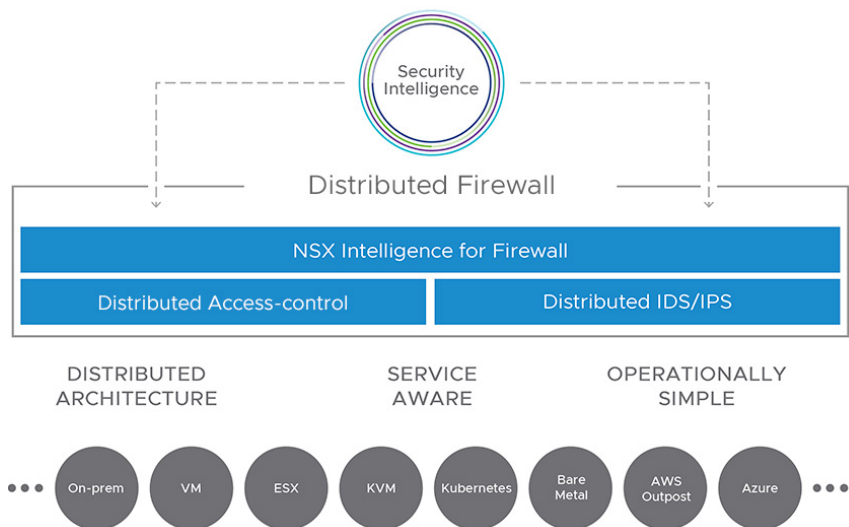 Security
Intelligence
Distributed Firewall
NSX Intelligence for Firewall
Distributed Access-control
Distributed IDS/IPS
DISTRIBUTED
ARCHITECTURE
SERVICE
AWARE
OPERATIONALLY
SIMPLE
On-prem
VM
ESX
KVM
Kubernetes
Bare
Metal
AWS
Outpost
Azure